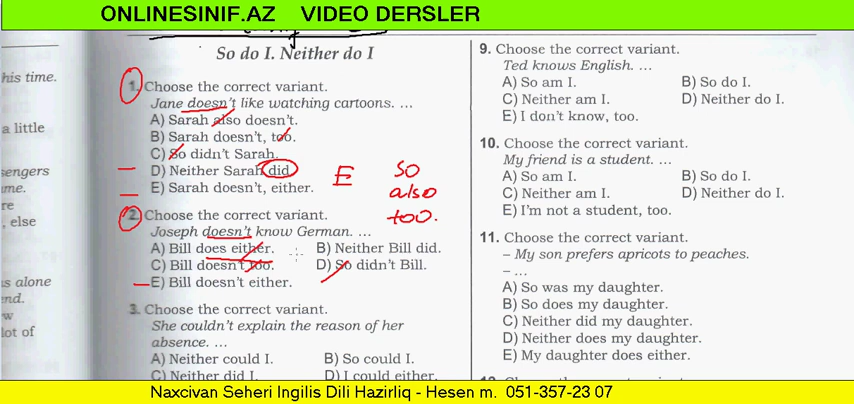 ONLINESINIF.AZ VIDEO DERSLER
his time.
a little
sengers
me.
re
, else
s alone
nd.
w
lot of
So do I. Neither do I
1. Choose the correct variant.
Jane doesn't like watching cartoons. ...
A) Sarah also doesn't.
B) Sarah doesn't, too.
C) So didn't Sarah.
D) Neither Sarah did.
E) Sarah doesn't, either.
E
so
also
too.
2. Choose the correct variant.
Joseph doesn't know German. ...
A) Bill does either. B) Neither Bill did.
C) Bill doesn't too. D) So didn't Bill.
E) Bill doesn't either.
3. Choose the correct variant.
She couldn't explain the reason of her
absence. ...
A) Neither could I. B) So could I.
C) Neither did I. D) I could either.
9. Choose the correct variant.
Ted knows English. ...
A) So am I. B) So do I.
C) Neither am I. D) Neither do I.
E) I don't know, too.
10. Choose the correct variant.
My friend is a student. ...
A) So am I. B) So do I.
C) Neither am I. D) Neither do I.
E) I'm not a student, too.
11. Choose the correct variant.
– My son prefers apricots to peaches.
– ...
A) So was my daughter.
B) So does my daughter.
C) Neither did my daughter.
D) Neither does my daughter.
E) My daughter does either.
Naxcivan Seheri Ingilis Dili Hazirliq - Hesen m. 051-357-23 07